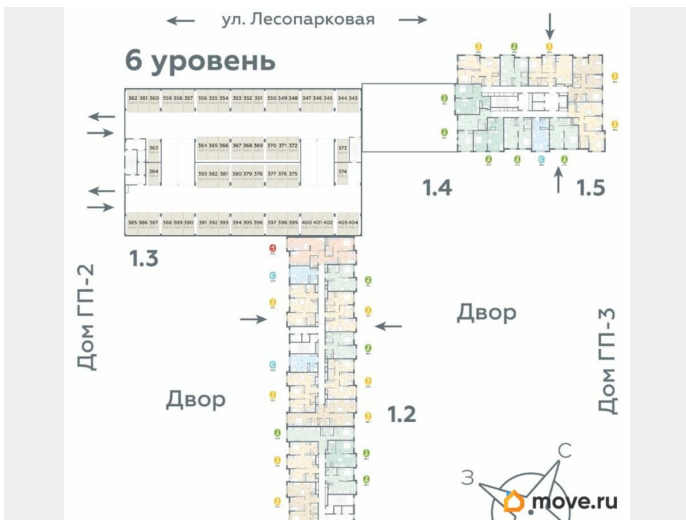 ул. Лесопарковая
6 уровень
362 361 360 359 358 357 356 355 354 353 352 351 350 349 348 347 346 345 344 343
363 364 365 366 367 368 369 370 371 372 373
384 383 382 381 380 379 378 377 376 375 374
385 386 387 388 389 390 391 392 393 394 395 396 397 398 399 400 401 402 403 404
1.4
1.5
1.3
Дом ГП-2
Двор
Дом ГП-3
Двор
1.2
С
З
move.ru